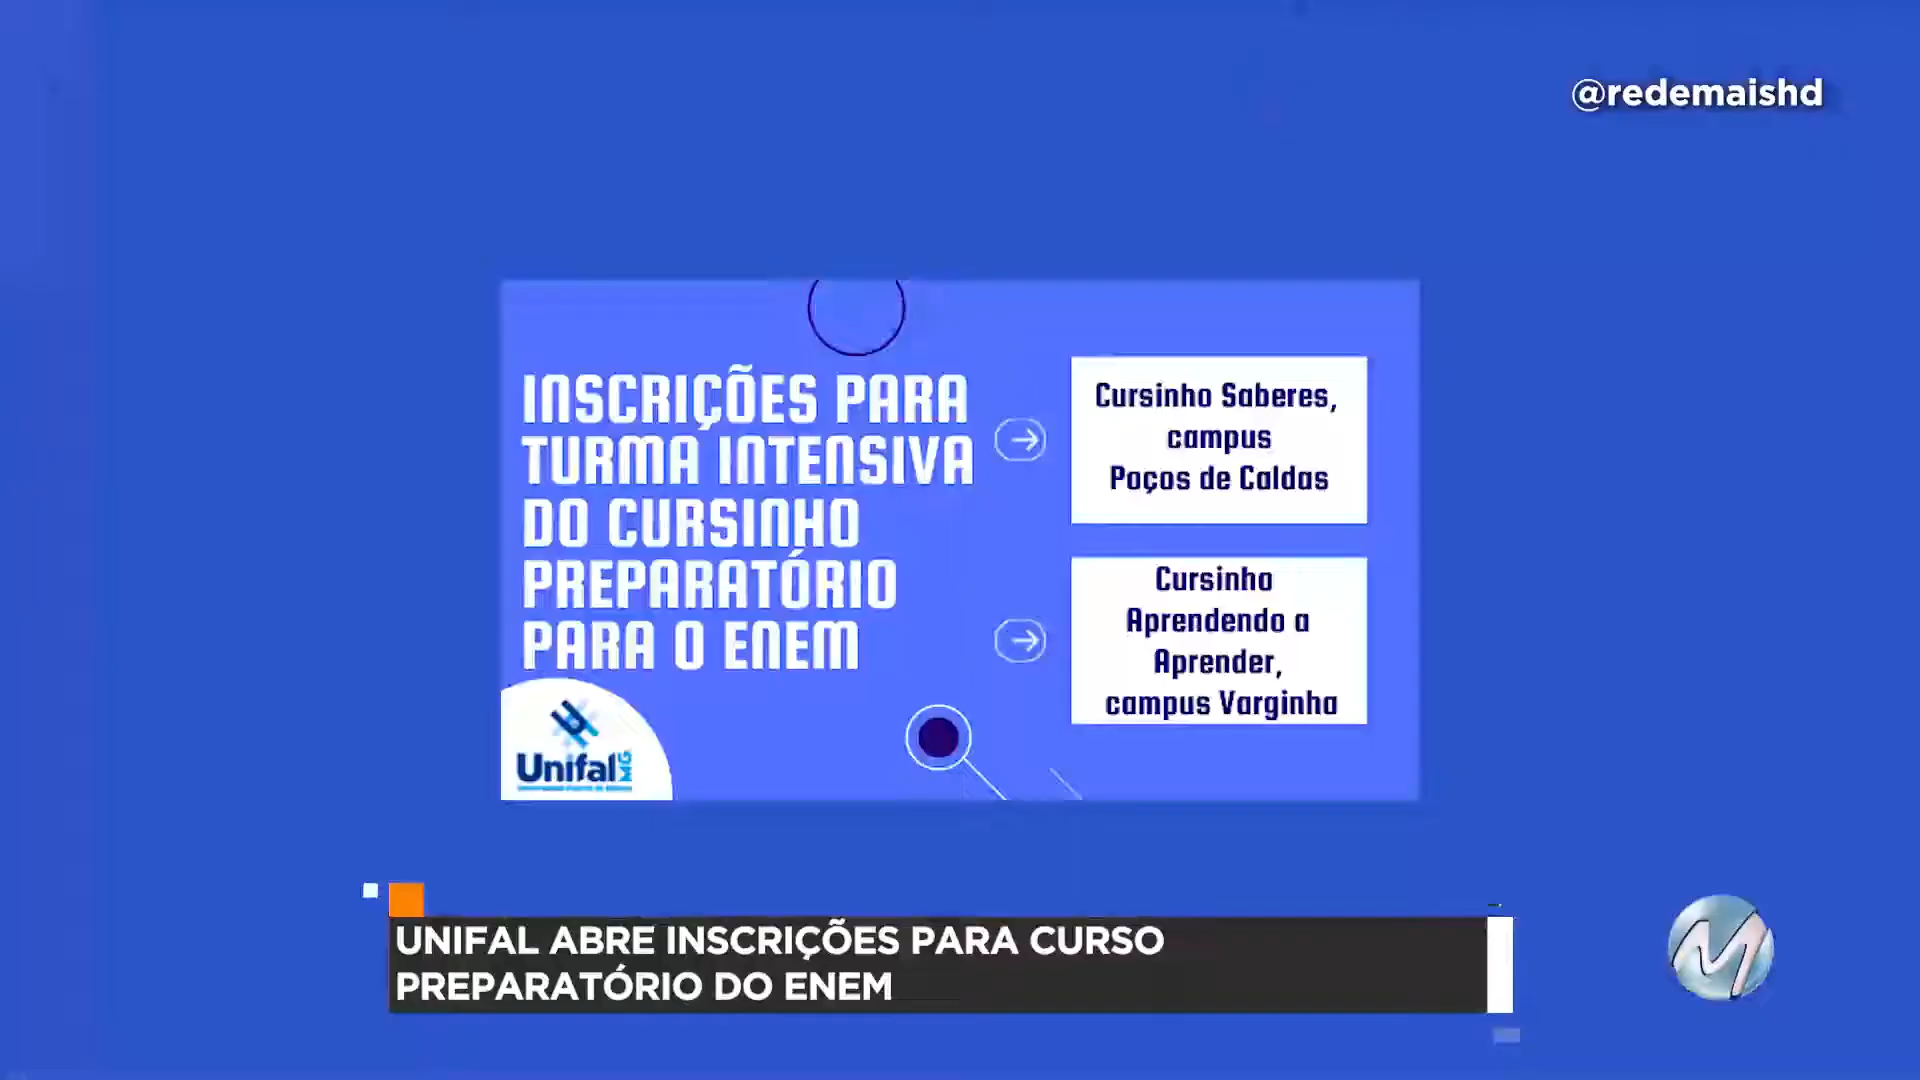 @redemaishd
INSCRIÇÕES PARA
TURMA INTENSIVA
DO CURSINHO
PREPARATÓRIO
PARA O ENEM
Cursinho Saberes,
campus
Poços de Caldas
Cursinho
Aprendendo a
Aprender,
campus Varginha
Unifal MG
UNIFAL ABRE INSCRIÇÕES PARA CURSO
PREPARATÓRIO DO ENEM